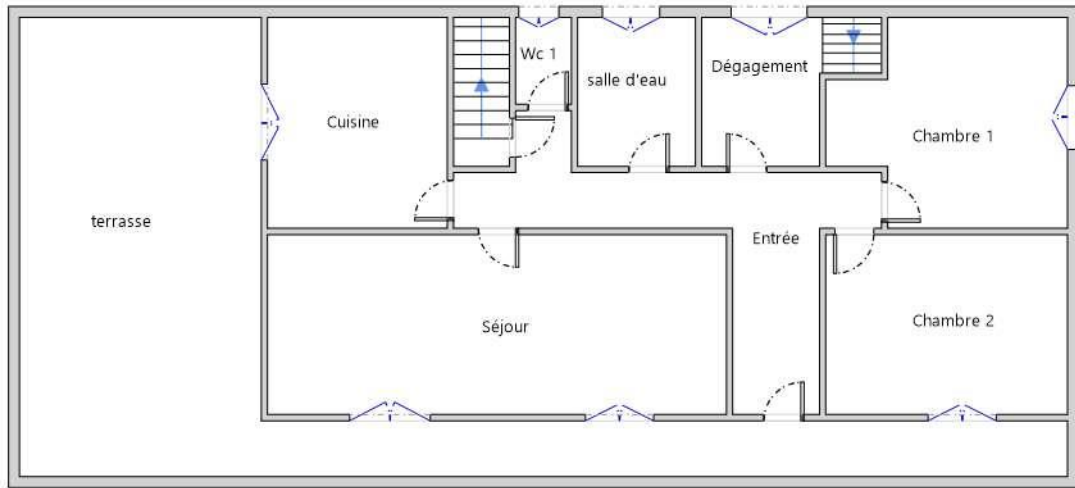 Wc 1
salle d'eau
Dégagement
Cuisine
Chambre 1
terrasse
Entrée
Séjour
Chambre 2